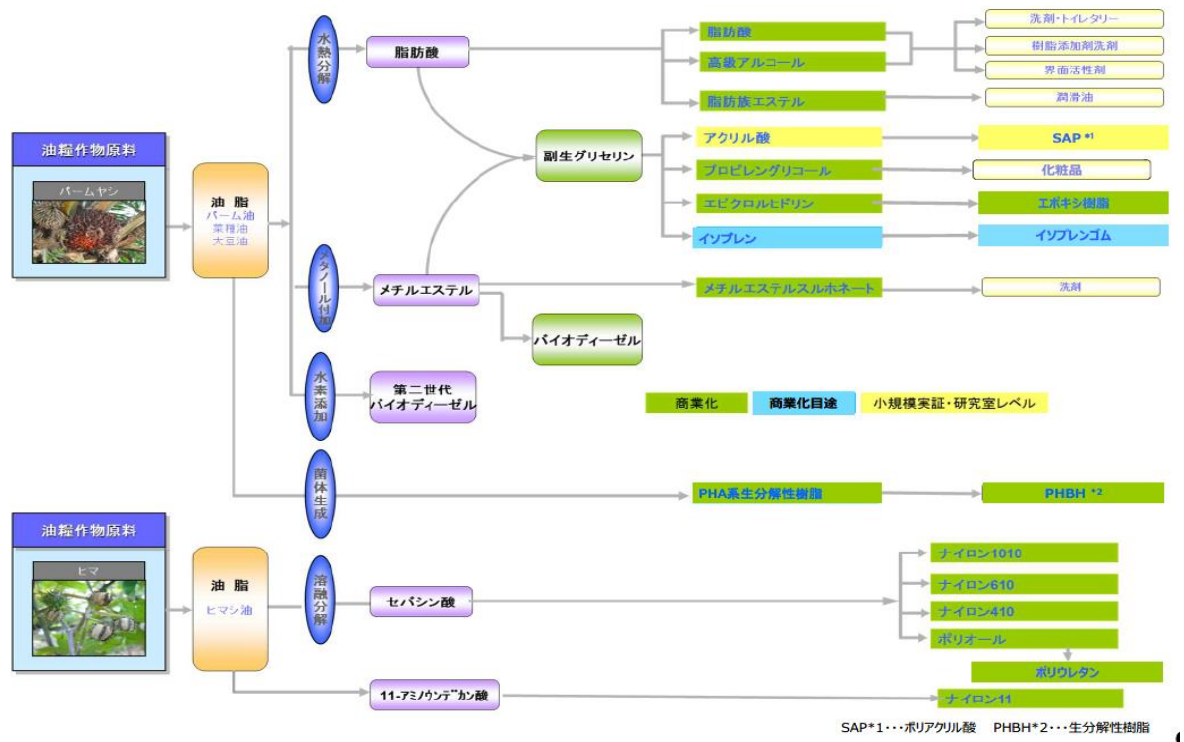 油糧作物原料
パームヤシ
油 脂
パーム油
菜種油
大豆油
水熱分解
脂肪酸
脂肪酸
高級アルコール
脂肪族エステル
洗剤・トイレタリー
樹脂添加剤洗剤
界面活性剤
潤滑油
副生グリセリン
アクリル酸
SAP *1
プロピレングリコール
化粧品
エピクロルヒドリン
エポキシ樹脂
イソプレン
イソプレンゴム
メタノール付加
メチルエステル
メチルエステルスルホネート
洗剤
バイオディーゼル
水素添加
第二世代
バイオディーゼル
商業化
商業化目途
小規模実証・研究室レベル
菌体生成
PHA系生分解性樹脂
PHBH *2
油糧作物原料
ヒマ
油 脂
ヒマシ油
溶融分解
セバシン酸
ナイロン1010
ナイロン610
ナイロン410
ポリオール
ポリウレタン
11-アミノウンデカン酸
ナイロン11
SAP*1・・・ポリアクリル酸 PHBH*2・・・生分解性樹脂